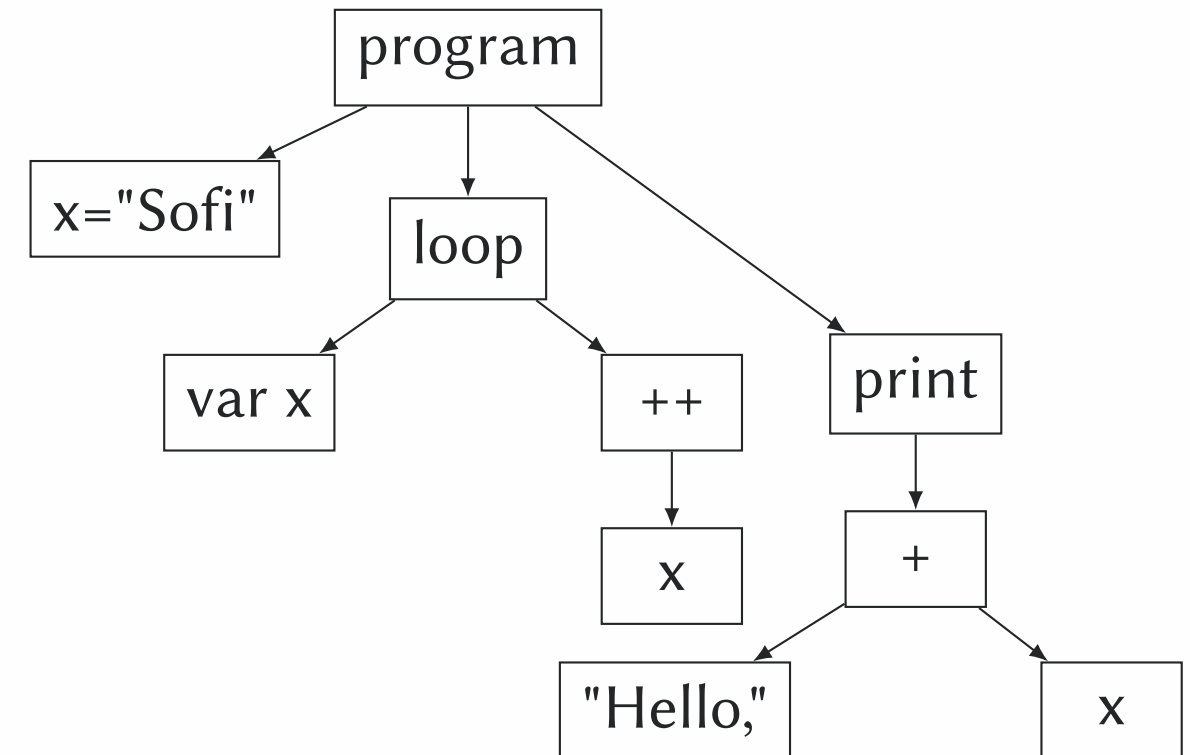 program
x="Sofi"
loop
var x
++
print
x
+
"Hello,"
x